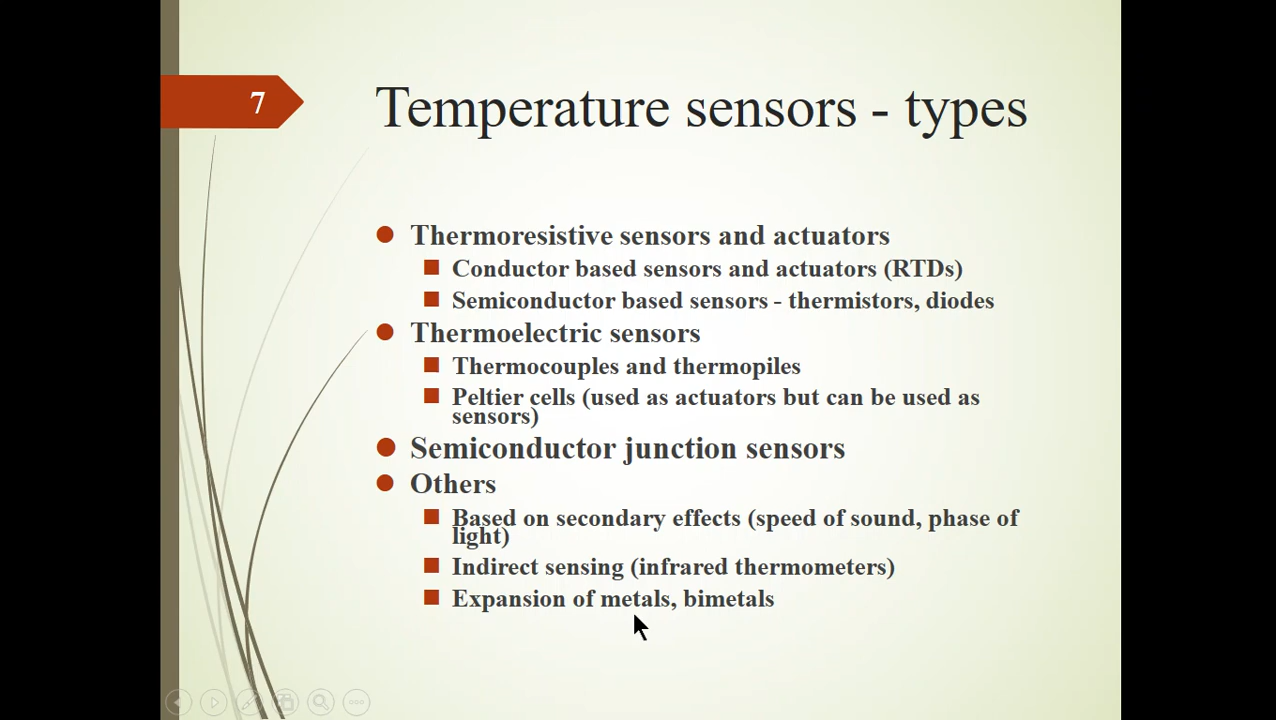 7
Temperature sensors - types
Thermoresistive sensors and actuators
Conductor based sensors and actuators (RTDs)
Semiconductor based sensors - thermistors, diodes
Thermoelectric sensors
Thermocouples and thermopiles
Peltier cells (used as actuators but can be used as
sensors)
Semiconductor junction sensors
Others
Based on secondary effects (speed of sound, phase of
light)
Indirect sensing (infrared thermometers)
Expansion of metals, bimetals